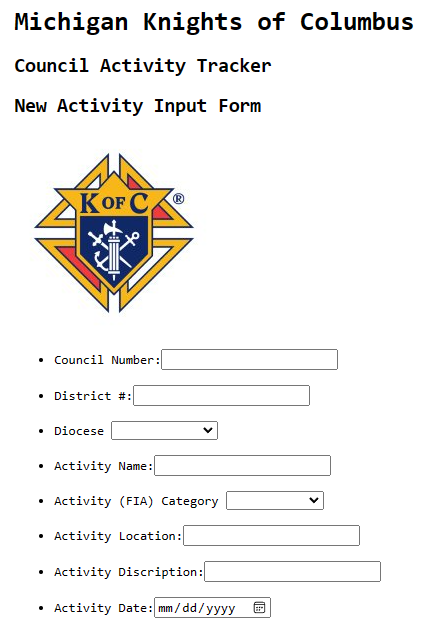 Michigan Knights of Columbus
Council Activity Tracker
New Activity Input Form
K OF C ®
Council Number:
District #:
Diocese
Activity Name:
Activity (FIA) Category
Activity Location:
Activity Discription:
Activity Date: mm/dd/yyyy